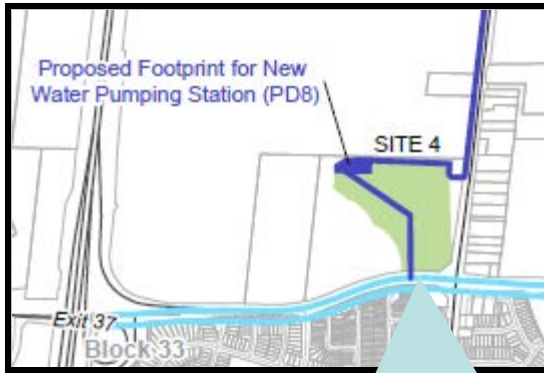 Proposed Footprint for New
Water Pumping Station (PD8)
SITE 4
Exit 37
Block 33